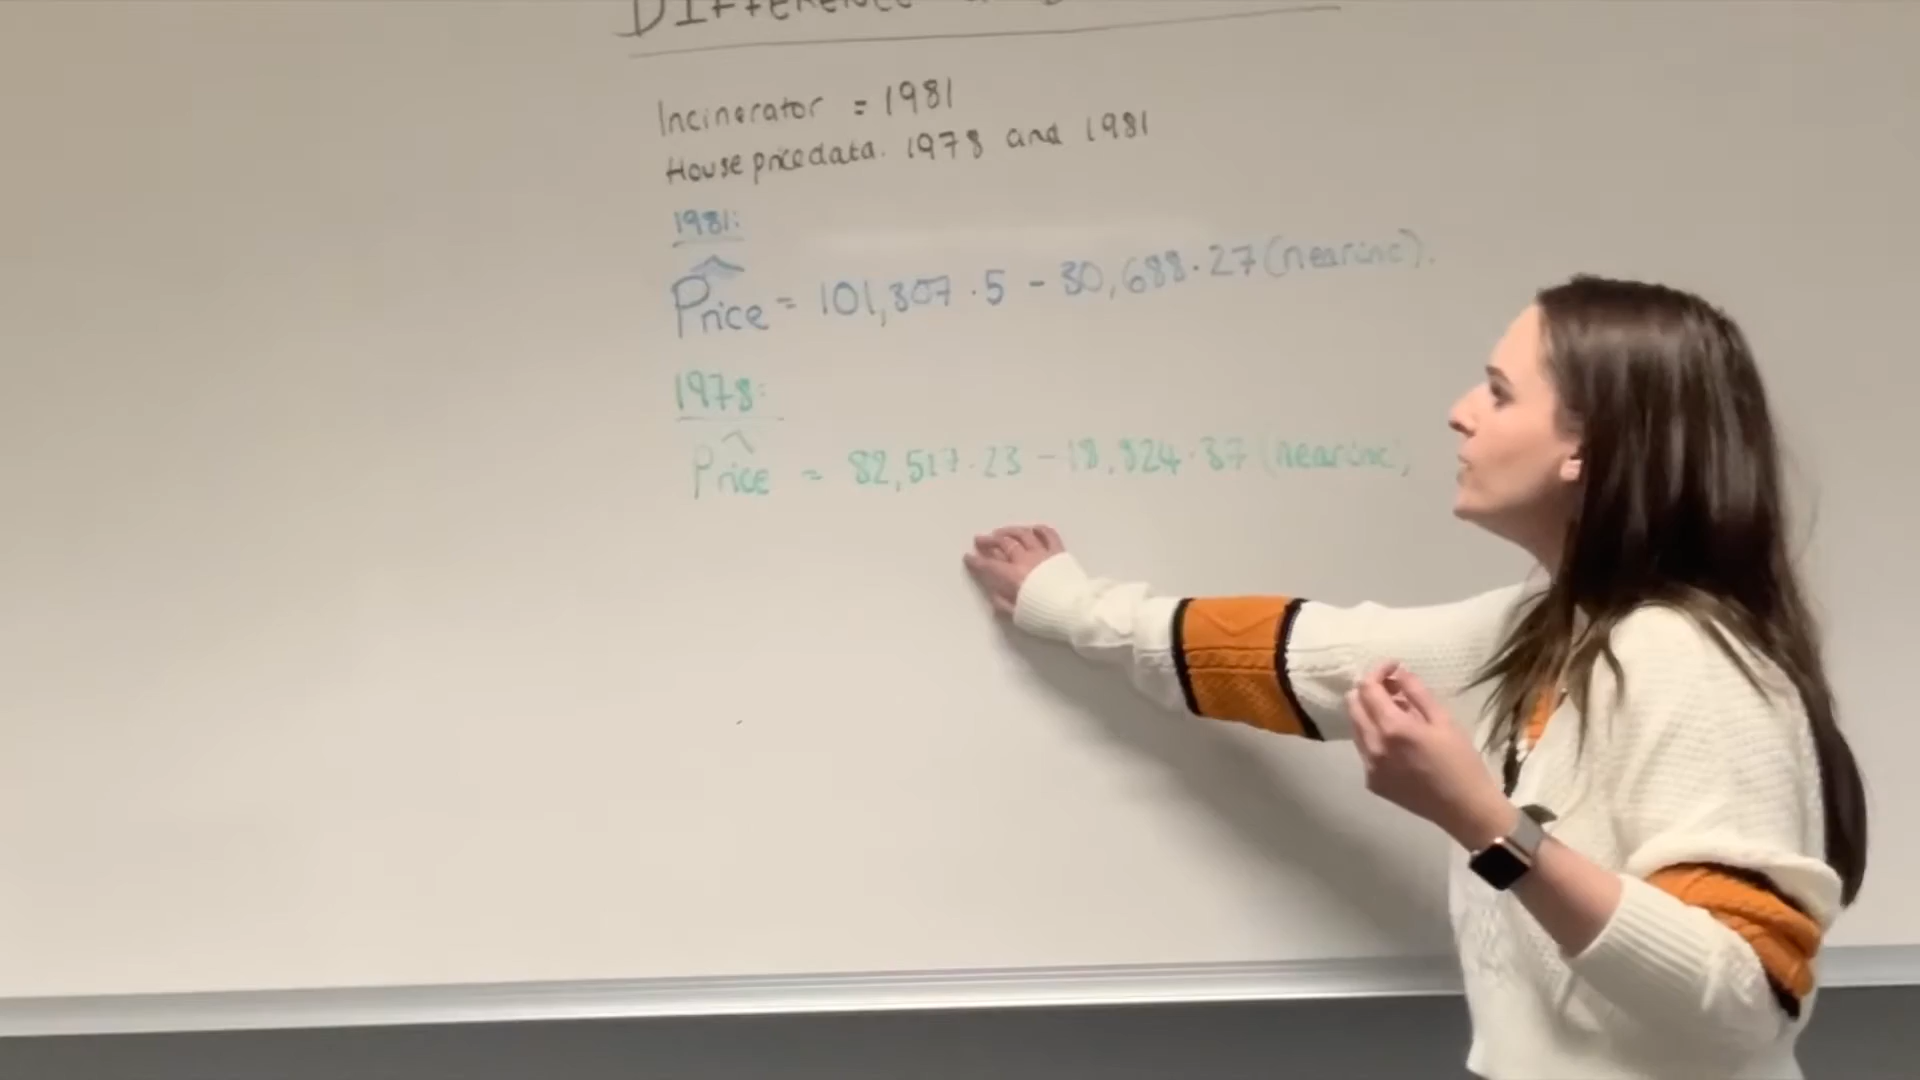 DIFFERENCE
Incinerator = 1981
House price data. 1978 and 1981
1981:
Price = 101,307.5 - 30,688.27 (nearinc).
1978:
Price = 82,517.23 - 18,824.37 (nearinc)